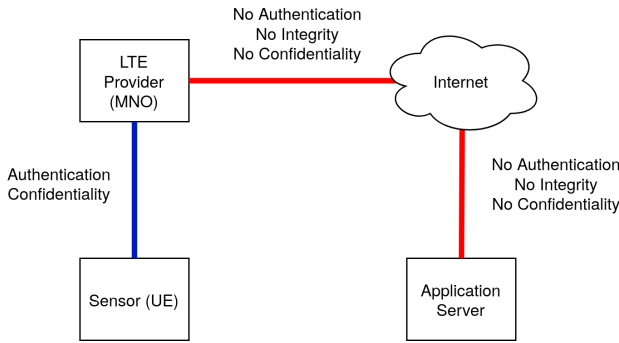 No Authentication
No Integrity
No Confidentiality
LTE
Provider
(MNO)
Internet
Authentication
Confidentiality
No Authentication
No Integrity
No Confidentiality
Sensor (UE)
Application
Server